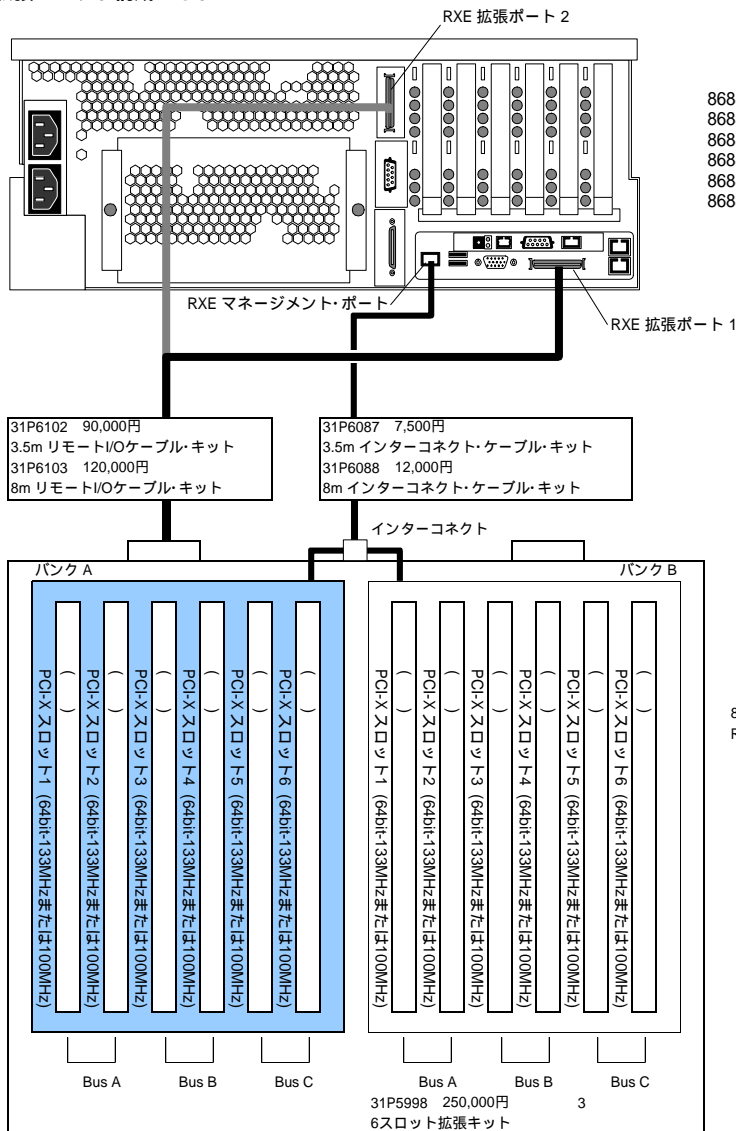 RXE 拡張ポート 2
868
868
868
868
868
868
RXE マネージメント・ポート
RXE 拡張ポート 1
31P6102 90,000円
3.5m リモートI/Oケーブル・キット
31P6103 120,000円
8m リモートI/Oケーブル・キット
31P6087 7,500円
3.5m インターコネクト・ケーブル・キット
31P6088 12,000円
8m インターコネクト・ケーブル・キット
インターコネクト
バンク A
バンク B
PCI-X スロット1 (64bit-133MHzまたは100MHz)
( )
PCI-X スロット2 (64bit-133MHzまたは100MHz)
( )
PCI-X スロット3 (64bit-133MHzまたは100MHz)
( )
PCI-X スロット4 (64bit-133MHzまたは100MHz)
( )
PCI-X スロット5 (64bit-133MHzまたは100MHz)
( )
PCI-X スロット6 (64bit-133MHzまたは100MHz)
( )
PCI-X スロット1 (64bit-133MHzまたは100MHz)
( )
PCI-X スロット2 (64bit-133MHzまたは100MHz)
( )
PCI-X スロット3 (64bit-133MHzまたは100MHz)
( )
PCI-X スロット4 (64bit-133MHzまたは100MHz)
( )
PCI-X スロット5 (64bit-133MHzまたは100MHz)
( )
PCI-X スロット6 (64bit-133MHzまたは100MHz)
( )
8
Bus A
Bus B
Bus C
Bus A
Bus B
Bus C
31P5998 250,000円 3
6スロット拡張キット